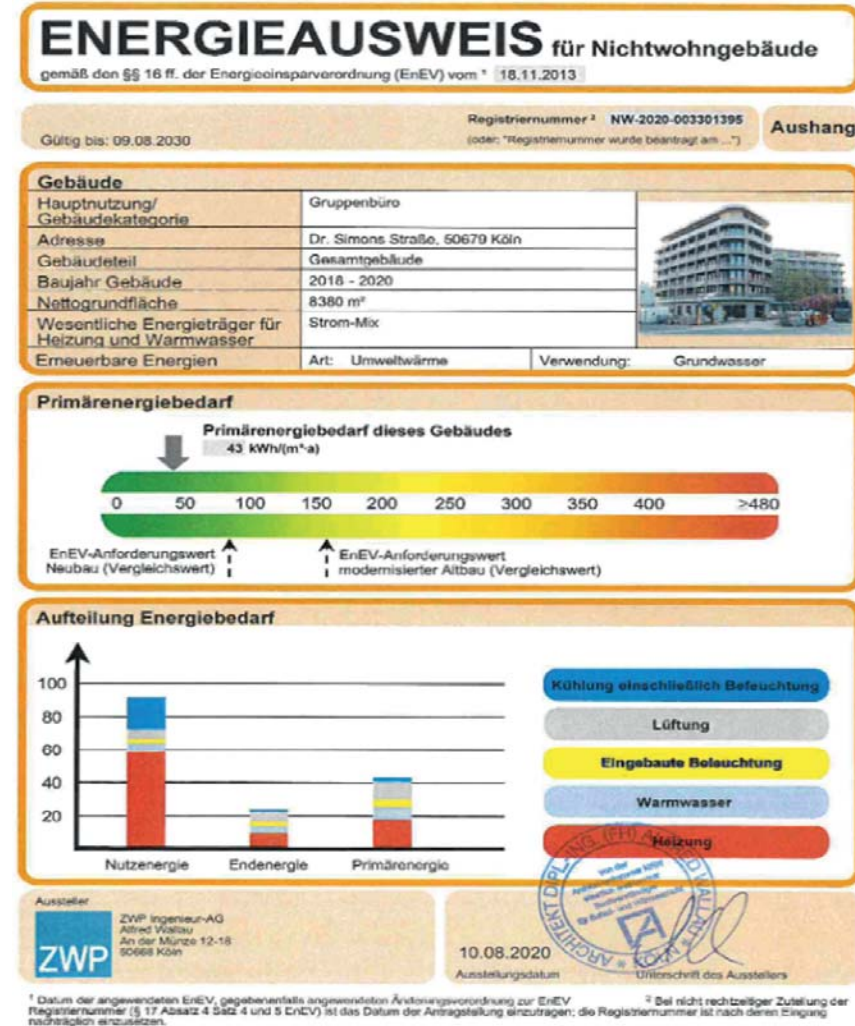 ENERGIEAUSWEIS für Nichtwohngebäude
gemäß den §§ 16 ff. der Energieeinsparverordnung (EnEV) vom ¹ 18.11.2013
Gültig bis: 09.08.2030
Registriernummer ² NW-2020-003301395
(oder: "Registriernummer wurde beantragt am ...")
Aushang
Gebäude
Hauptnutzung/
Gebäudekategorie
Gruppenbüro
Adresse
Dr. Simons Straße, 50679 Köln
Gebäudeteil
Gesamtgebäude
Baujahr Gebäude
2018 - 2020
Nettogrundfläche
8380 m²
Wesentliche Energieträger für
Heizung und Warmwasser
Strom-Mix
Erneuerbare Energien
Art: Umweltwärme
Verwendung: Grundwasser
Primärenergiebedarf
Primärenergiebedarf dieses Gebäudes
43 kWh/(m²·a)
0 50 100 150 200 250 300 350 400 ≥480
EnEV-Anforderungswert
Neubau (Vergleichswert)
EnEV-Anforderungswert
modernisierter Altbau (Vergleichswert)
Aufteilung Energiebedarf
100
80
60
40
20
Nutzenergie Endenergie Primärenergie
Kühlung einschließlich Befeuchtung
Lüftung
Eingebaute Beleuchtung
Warmwasser
Heizung
Aussteller
ZWP
ZWP Ingenieur-AG
Alfred Wallau
An der Münze 12-18
50668 Köln
10.08.2020
Ausstellungsdatum
ARCHITEKT DIPL.-ING. (FH) ALFRED WALLAU
Unterschrift des Ausstellers
¹ Datum der angewendeten EnEV, gegebenenfalls angewendeten Änderungsverordnung zur EnEV
² Bei nicht rechtzeitiger Zuteilung der
Registriernummer (§ 17 Absatz 4 Satz 4 und 5 EnEV) ist das Datum der Antragstellung einzutragen; die Registriernummer ist nach deren Eingang
nachträglich einzusetzen.